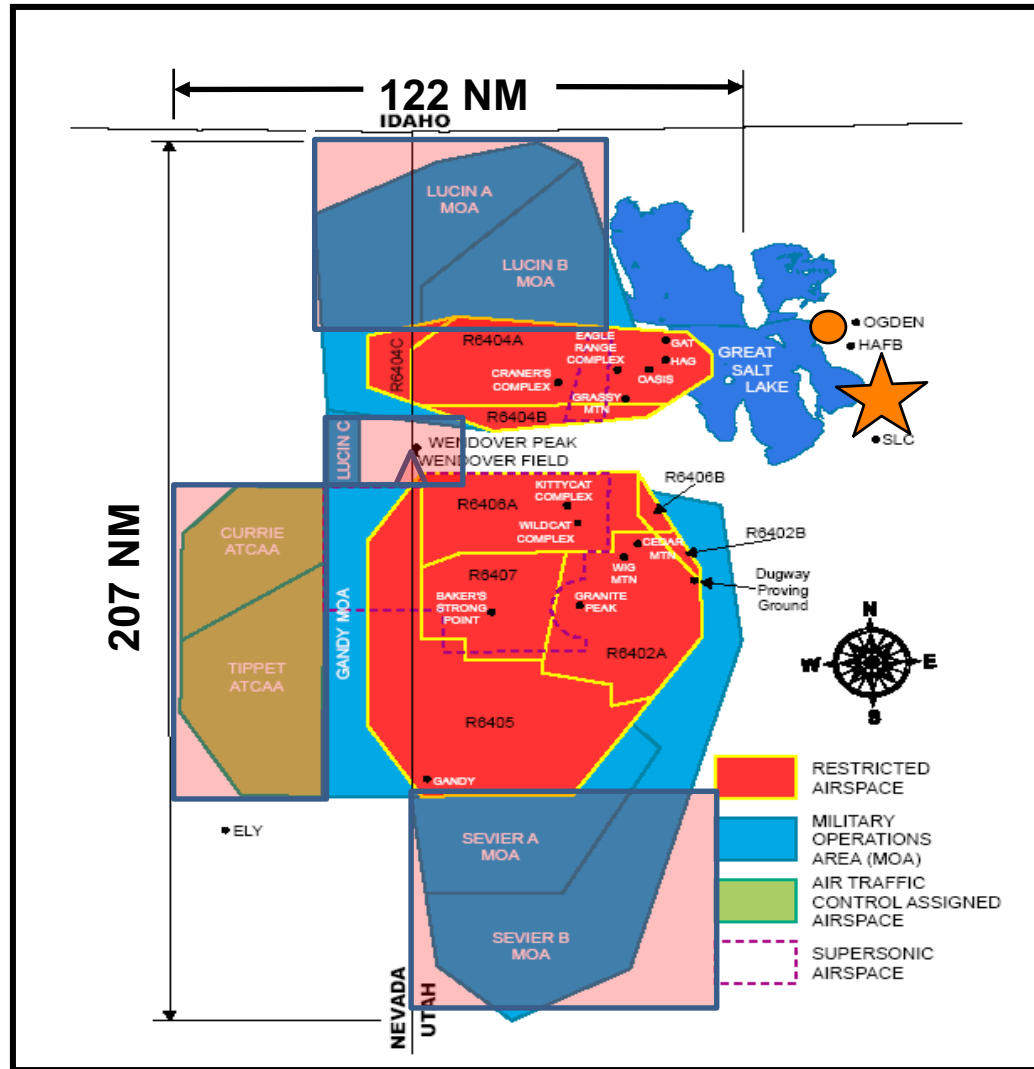 122 NM
IDAHO
207 NM
LUCIN A
MOA
LUCIN B
MOA
R6404C
R6404A
EAGLE
RANGE
COMPLEX
GAT
HAG
OASIS
CRANER'S
COMPLEX
GRASSY
MTN
R6404B
GREAT
SALT
LAKE
OGDEN
HAFB
SLC
LUCIN C
WENDOVER PEAK
WENDOVER FIELD
KITTYCAT
COMPLEX
R6406A
R6406B
WILDCAT
COMPLEX
CEDAR
MTN
R6402B
WIG
MTN
CURRIE
ATCAA
R6407
Dugway
Proving
Ground
BAKER'S
STRONG
POINT
GRANITE
PEAK
GANDY MOA
R6402A
TIPPET
ATCAA
N
W
E
S
R6405
GANDY
ELY
SEVIER A
MOA
SEVIER B
MOA
NEVADA
UTAH
RESTRICTED
AIRSPACE
MILITARY
OPERATIONS
AREA (MOA)
AIR TRAFFIC
CONTROL ASSIGNED
AIRSPACE
SUPERSONIC
AIRSPACE